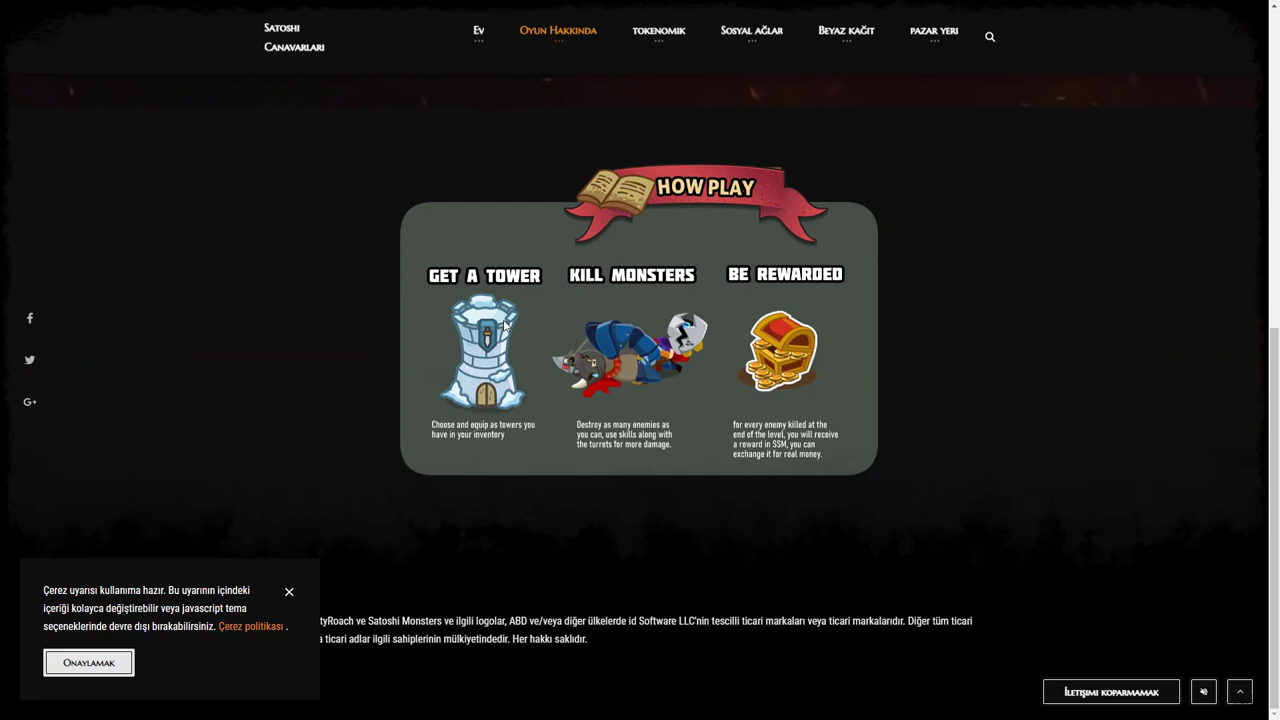 Satoshi
Canavarları
Ev
Oyun Hakkında
tokenomik
Sosyal ağlar
Beyaz kağıt
pazar yeri
HOW PLAY
GET A TOWER
KILL MONSTERS
BE REWARDED
Choose and equip as towers you
have in your inventory
Destroy as many enemies as
you can, use skills along with
the turrets for more damage.
for every enemy killed at the
end of the level, you will receive
a reward in SSM, you can
exchange it for real money.
Çerez uyarısı kullanıma hazır. Bu uyarının içindeki
içeriği kolayca değiştirebilir veya javascript tema
seçeneklerinde devre dışı bırakabilirsiniz. Çerez politikası .
Onaylamak
tyRoach ve Satoshi Monsters ve ilgili logolar, ABD ve/veya diğer ülkelerde id Software LLC'nin tescilli ticari markaları veya ticari markalarıdır. Diğer tüm ticari
ticari adlar ilgili sahiplerinin mülkiyetindedir. Her hakkı saklıdır.
İletişimi koparmamak